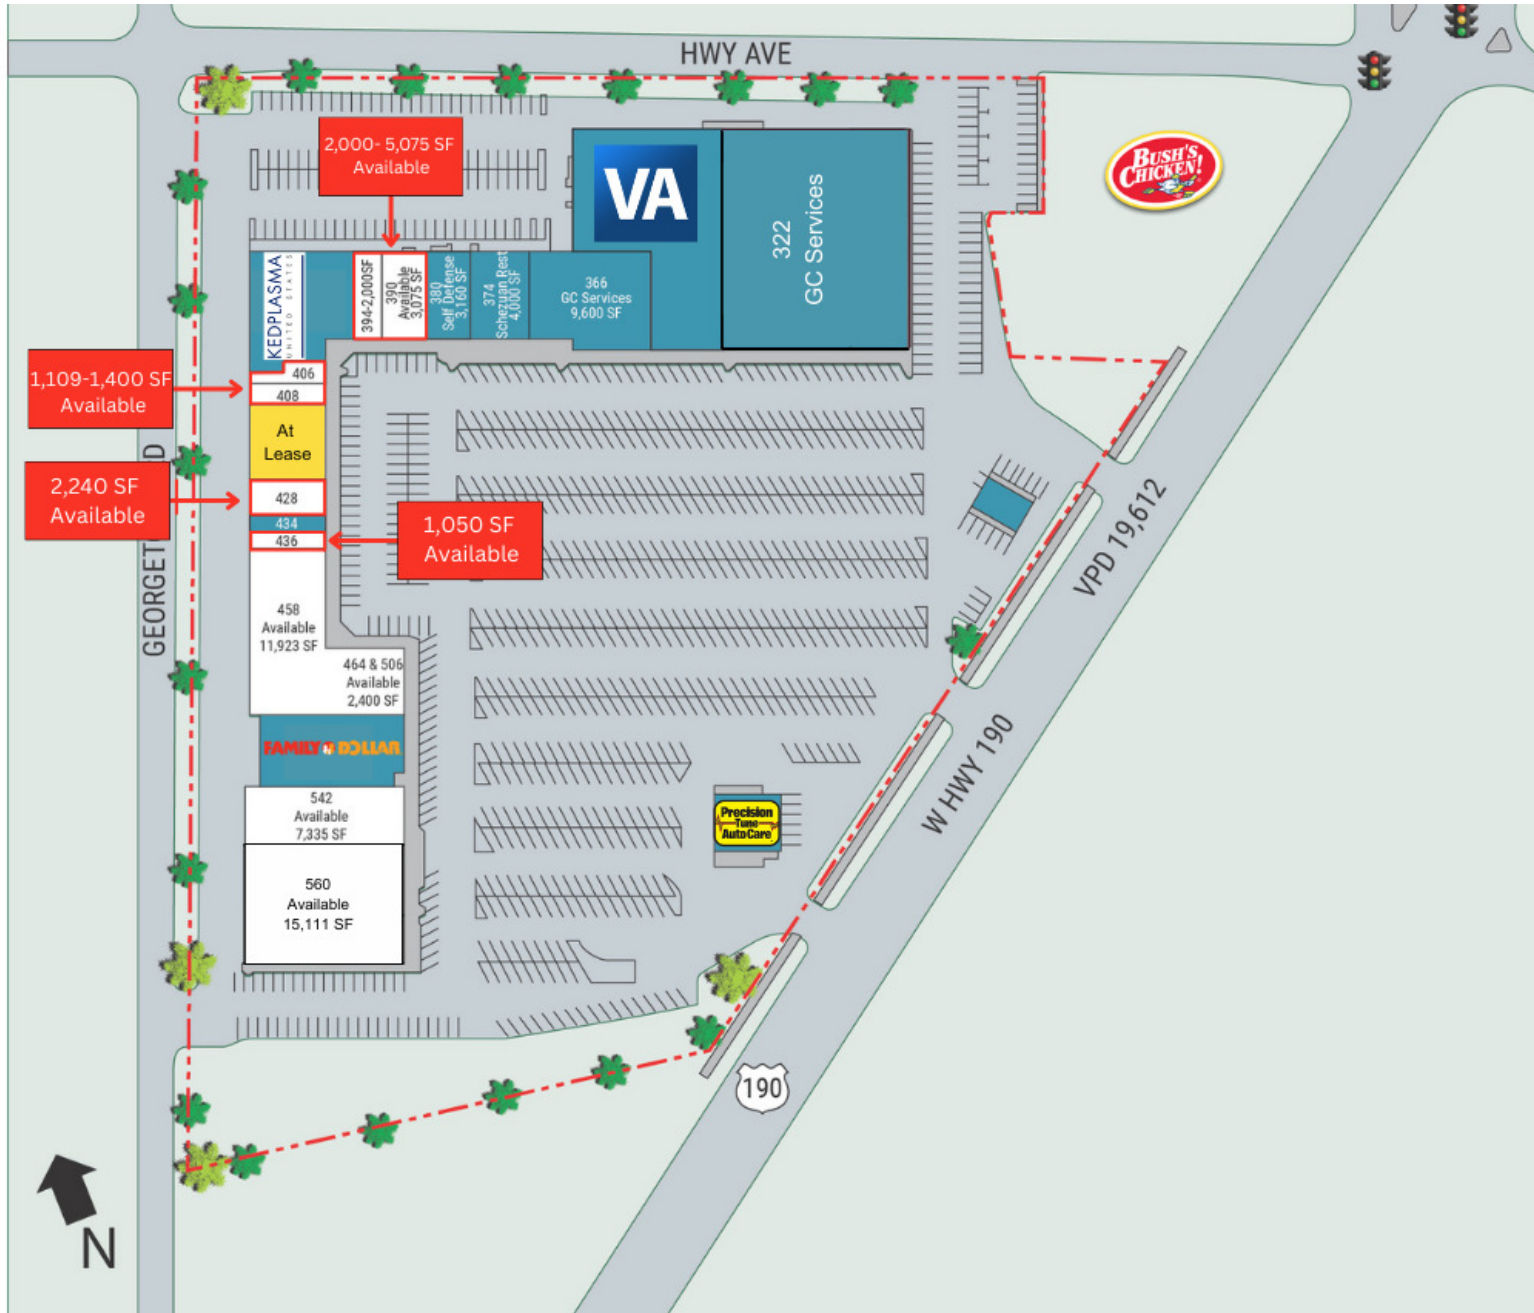 HWY AVE
2,000- 5,075 SF
Available
VA
322
GC Services
BUSH'S
CHICKEN!
KEDPLASMA
UNITED STATES
394-2,000SF
390
Available
3,075 SF
380
Self Defense
3,160 SF
374
Schezuan Rest
4,000 SF
366
GC Services
9,600 SF
1,109-1,400 SF
Available
406
408
At
Lease
2,240 SF
Available
428
434
436
1,050 SF
Available
VPD 19,612
458
Available
11,923 SF
464 & 506
Available
2,400 SF
W HWY 190
FAMILY DOLLAR
542
Available
7,335 SF
Precision
Tune
Auto Care
560
Available
15,111 SF
190
N